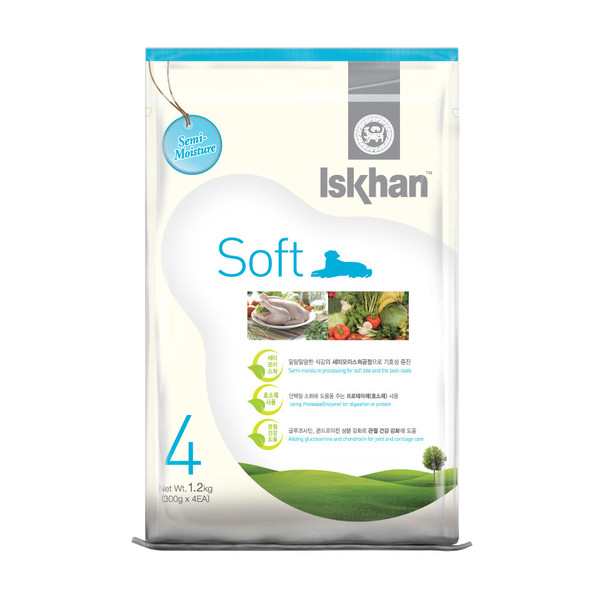 Semi-
Moisture
Iskhan™
Soft
세미
모이
스쳐
말랑말랑한 식감의 세미모이스쳐공정으로 기호성 증진
Semi-moisture processing for soft bite and the best taste
효소제
사용
단백질 소화에 도움을 주는 프로테아제(효소제) 사용
Using Protease(Enzyme) for digestion of protein
관절
건강
도움
글루코사민, 콘드로이친 성분 강화로 관절 건강 강화에 도움
Adding glucosamine and chondroitin for joint and cartilage care
4
Net Wt. 1.2kg
(300g x 4EA)